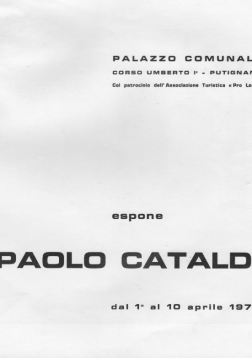 PALAZZO COMUNAL
CORSO UMBERTO I° - PUTIGNAN
Col patrocinio dell'Associazione Turistica « Pro Lo
espone
PAOLO CATALD
dal 1° al 10 aprile 197